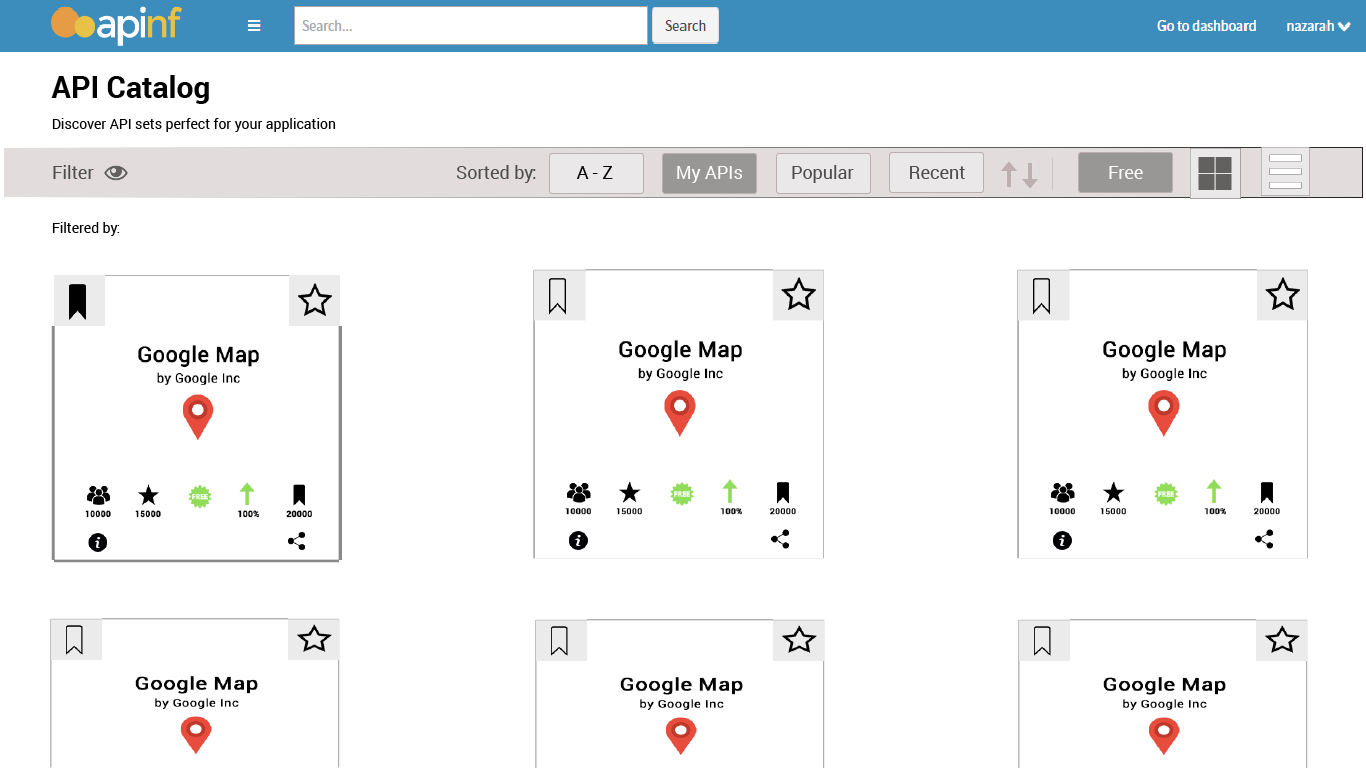 apinf
Search...
Search
Go to dashboard
nazarah
API Catalog
Discover API sets perfect for your application
Filter
Sorted by:
A - Z
My APIs
Popular
Recent
Free
Filtered by:
Google Map
by Google Inc
FREE
10000
15000
100%
20000
Google Map
by Google Inc
FREE
10000
15000
100%
20000
Google Map
by Google Inc
FREE
10000
15000
100%
20000
Google Map
by Google Inc
Google Map
by Google Inc
Google Map
by Google Inc